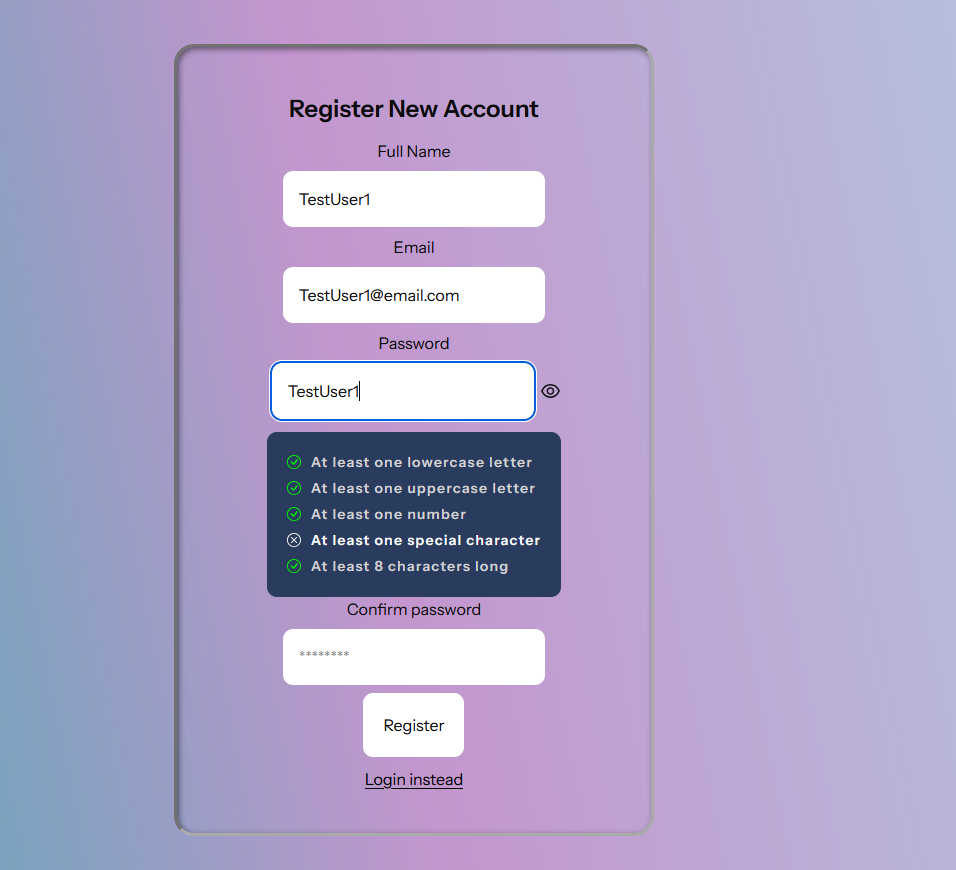 Register New Account
Full Name
TestUser1
Email
TestUser1@email.com
Password
TestUser1
At least one lowercase letter
At least one uppercase letter
At least one number
At least one special character
At least 8 characters long
Confirm password
********
Register
Login instead